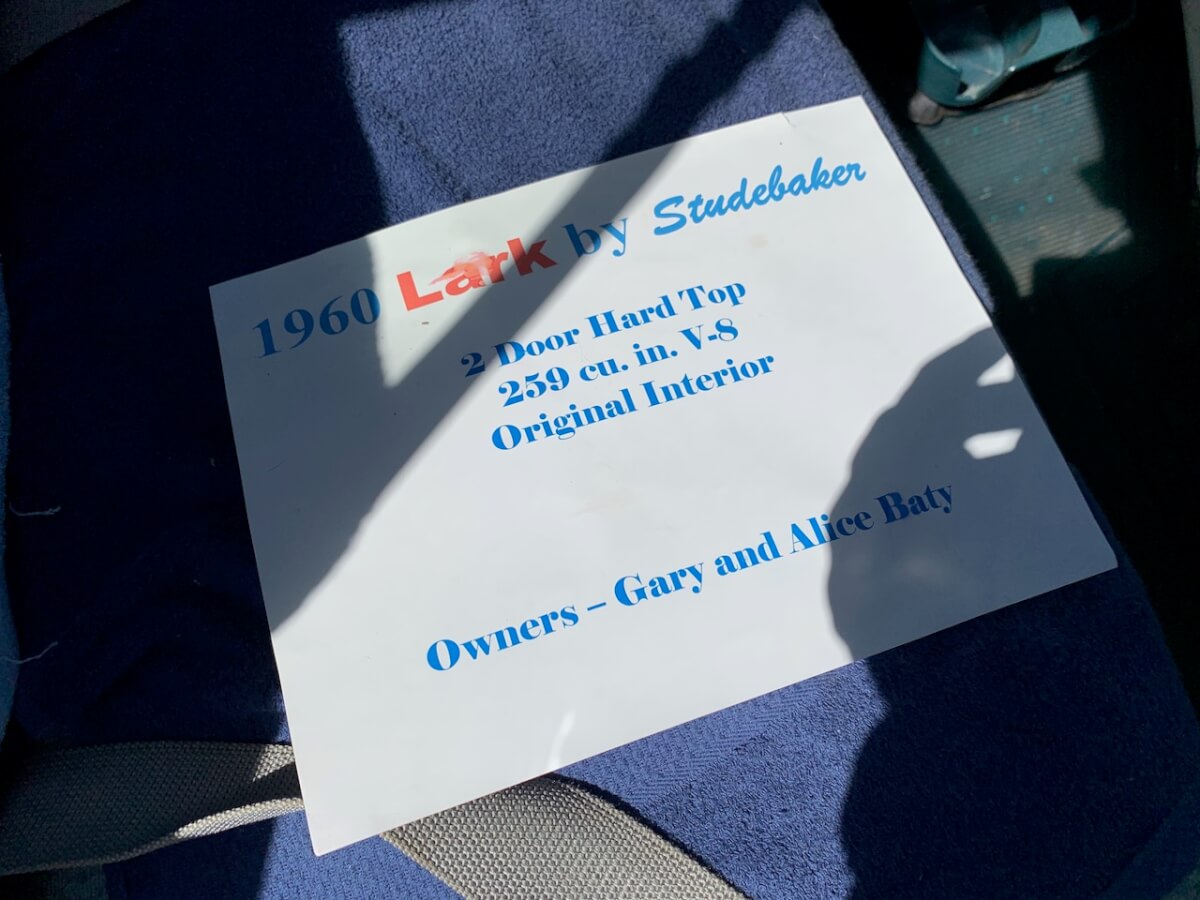 1960 Lark by Studebaker
2 Door Hard Top
259 cu. in. V-8
Original Interior
Owners – Gary and Alice Baty